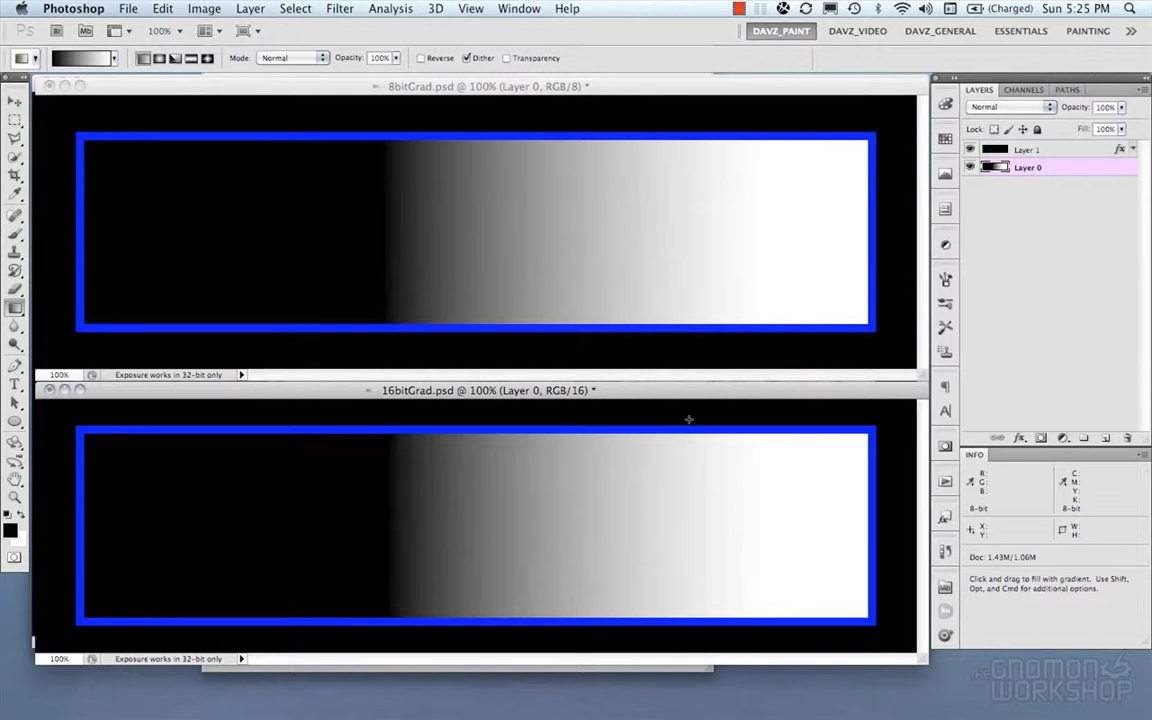 Photoshop File Edit Image Layer Select Filter Analysis 3D View Window Help (Charged) Sun 5:25 PM
Ps Br Mb 100% DAVZ_PAINT DAVZ_VIDEO DAVZ_GENERAL ESSENTIALS PAINTING
Mode: Normal Opacity: 100% Reverse Dither Transparency
8bitGrad.psd @ 100% (Layer 0, RGB/8) *
100% Exposure works in 32-bit only
16bitGrad.psd @ 100% (Layer 0, RGB/16) *
100% Exposure works in 32-bit only
LAYERS CHANNELS PATHS
Normal Opacity: 100%
Lock: Fill: 100%
Layer 1 fx
Layer 0
INFO
R: C:
G: M:
B: Y:
K:
8-bit 8-bit
X: W:
Y: H:
Doc: 1.43M/1.06M
Click and drag to fill with gradient. Use Shift,
Opt, and Cmd for additional options.
THE GNOMON
WORKSHOP